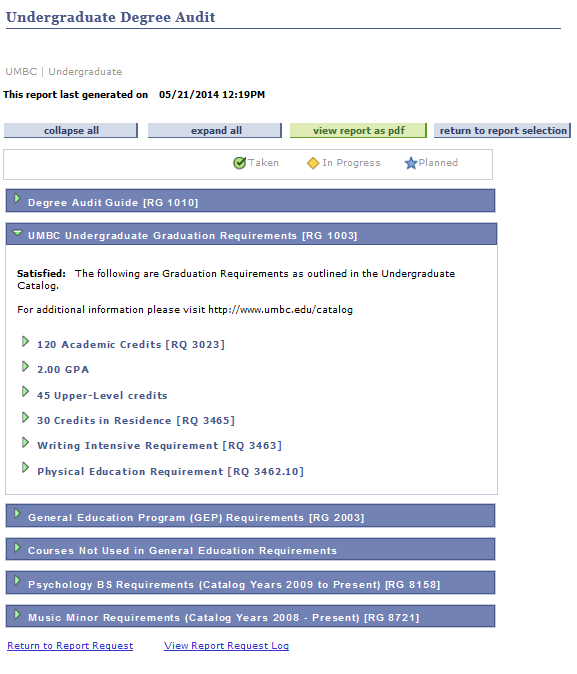 Undergraduate Degree Audit
UMBC | Undergraduate
This report last generated on 05/21/2014 12:19PM
collapse all expand all view report as pdf return to report selection
Taken In Progress Planned
Degree Audit Guide [RG 1010]
UMBC Undergraduate Graduation Requirements [RG 1003]
Satisfied: The following are Graduation Requirements as outlined in the Undergraduate
Catalog.
For additional information please visit http://www.umbc.edu/catalog
120 Academic Credits [RQ 3023]
2.00 GPA
45 Upper-Level credits
30 Credits in Residence [RQ 3465]
Writing Intensive Requirement [RQ 3463]
Physical Education Requirement [RQ 3462.10]
General Education Program (GEP) Requirements [RG 2003]
Courses Not Used in General Education Requirements
Psychology BS Requirements (Catalog Years 2009 to Present) [RG 8158]
Music Minor Requirements (Catalog Years 2008 - Present) [RG 8721]
Return to Report Request View Report Request Log